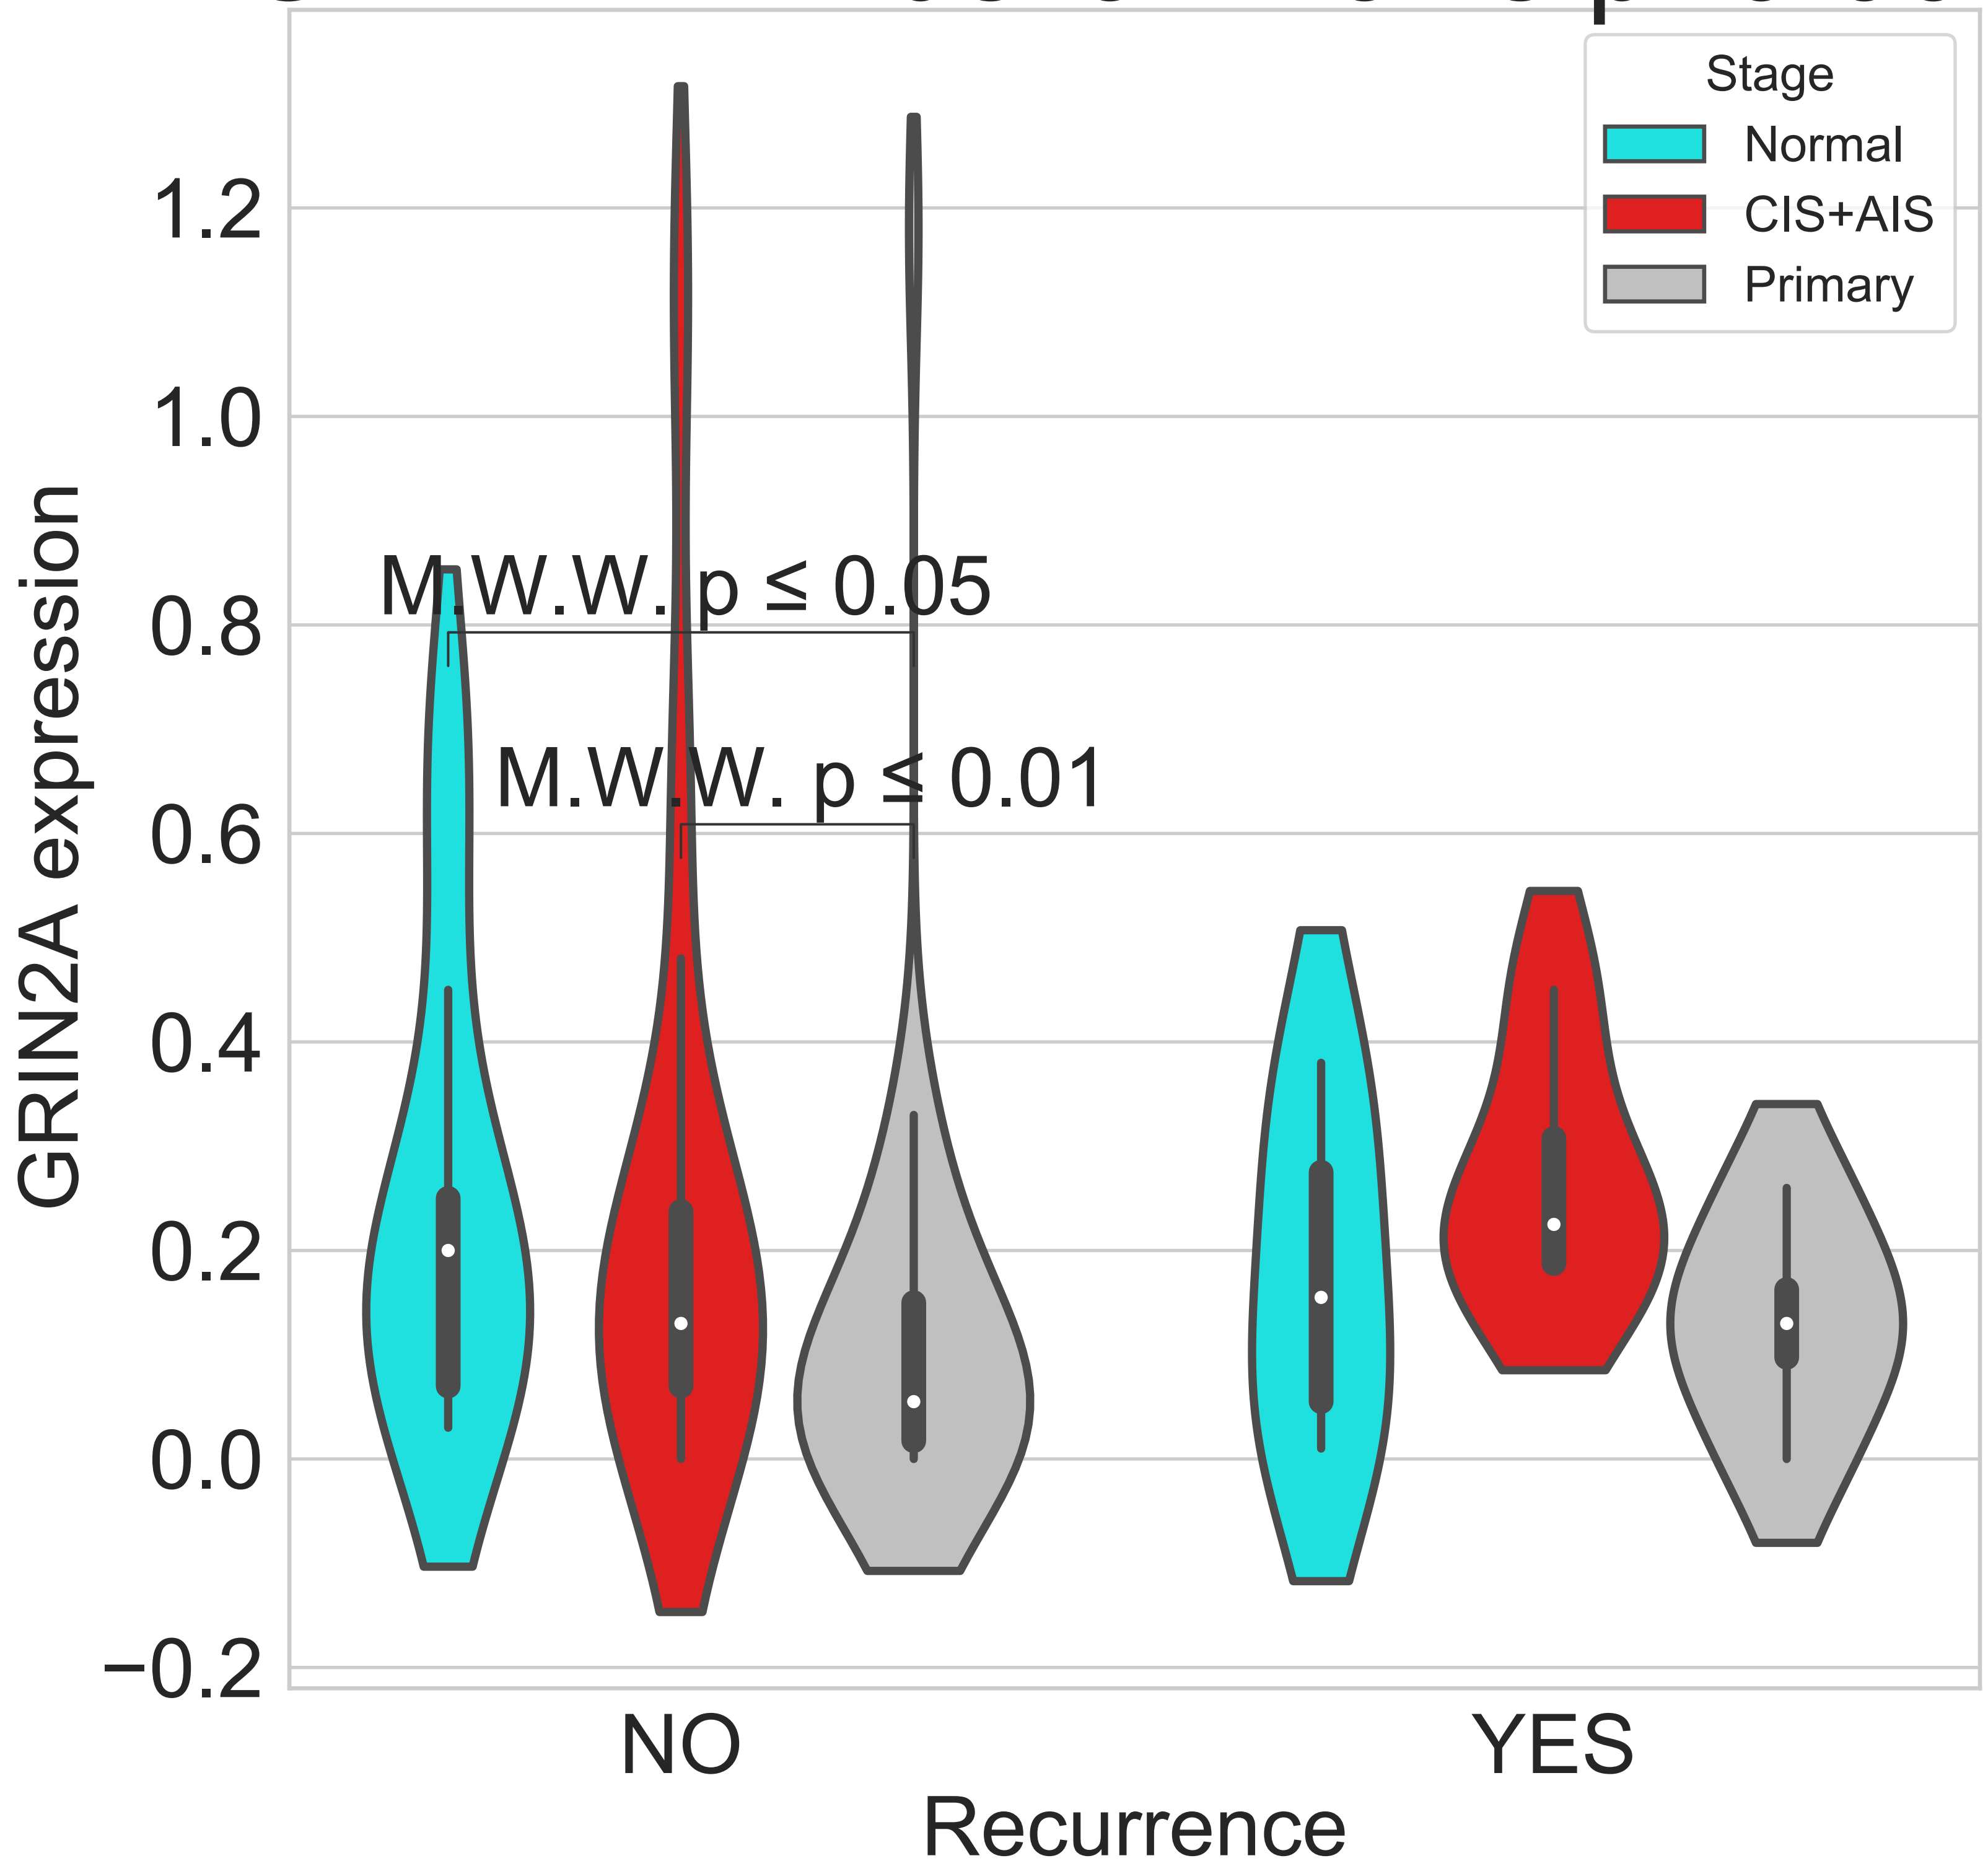 Stage
Normal
CIS+AIS
Primary
1.2
1.0
0.8
0.6
0.4
0.2
0.0
−0.2
GRIN2A expression
M.W.W. p ≤ 0.05
M.W.W. p ≤ 0.01
NO
YES
Recurrence